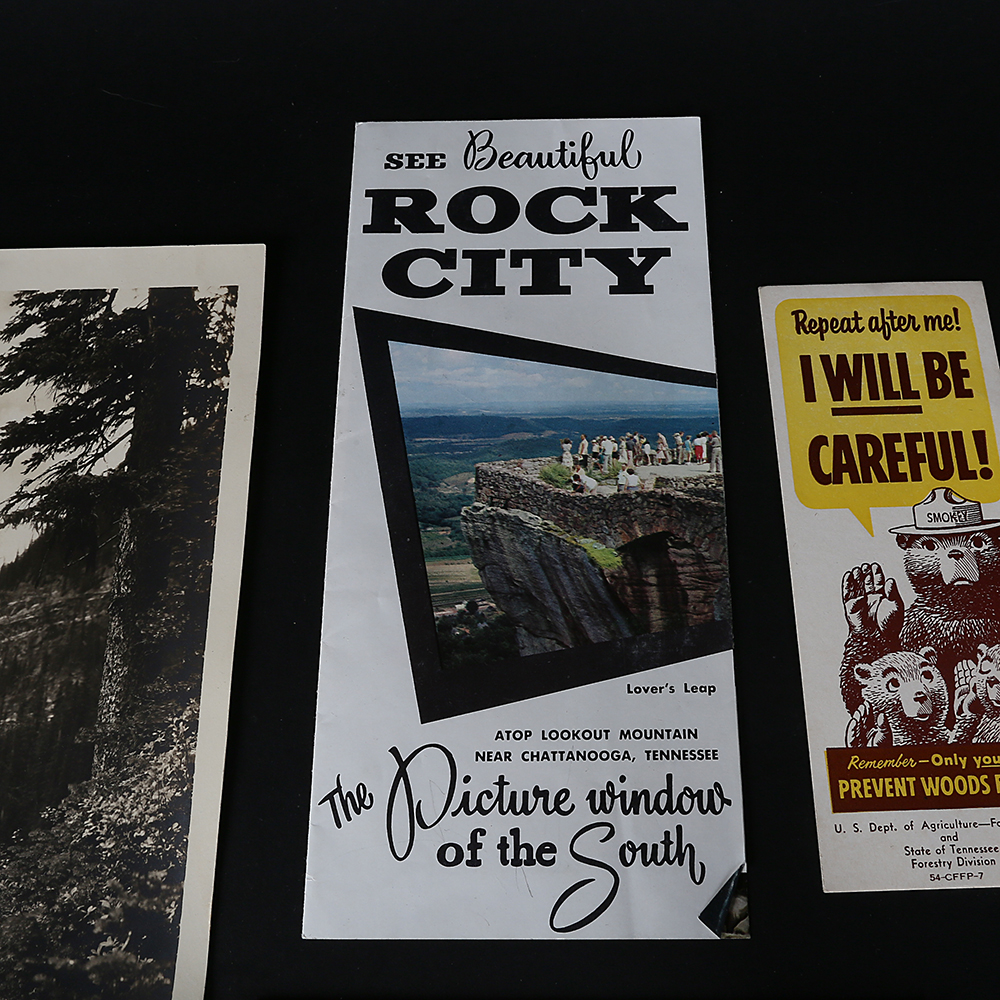 SEE Beautiful
ROCK
CITY
Lover's Leap
ATOP LOOKOUT MOUNTAIN
NEAR CHATTANOOGA, TENNESSEE
The Picture window
of the South
Repeat after me!
I WILL BE
CAREFUL!
SMOKEY
Remember—Only you
PREVENT WOODS F
U. S. Dept. of Agriculture—Fo
and
State of Tennessee
Forestry Division
54-CFFP-7